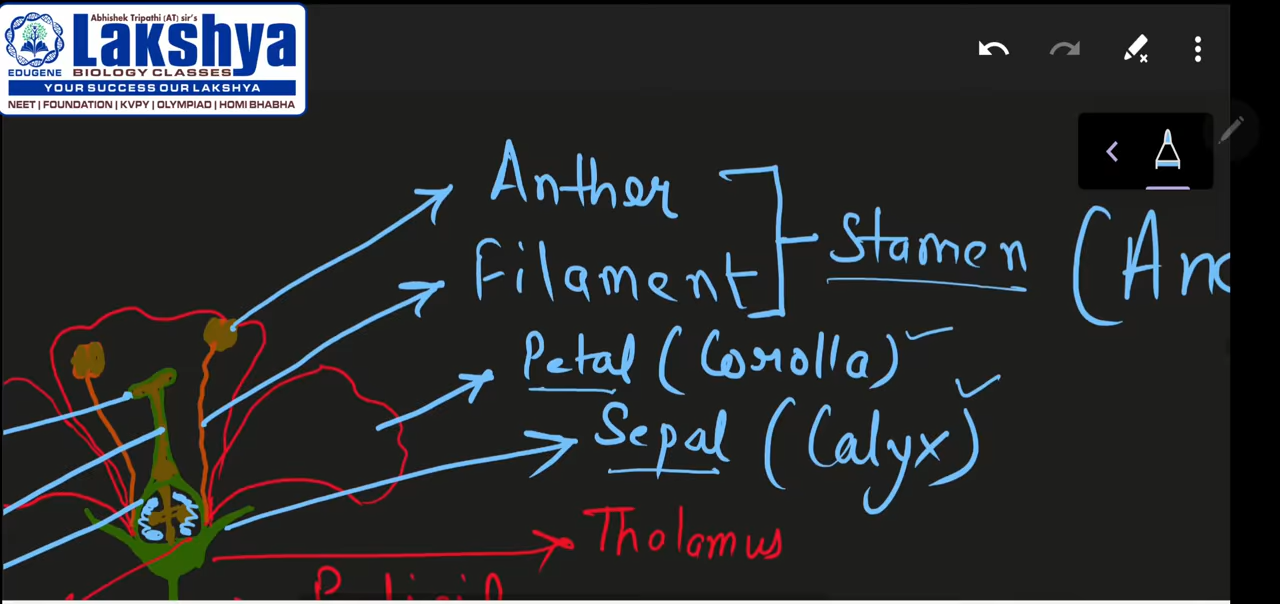 Abhishek Tripathi (AT) sir's
Lakshya
EDUGENE BIOLOGY CLASSES
YOUR SUCCESS OUR LAKSHYA
NEET | FOUNDATION | KVPY | OLYMPIAD | HOMI BHABHA
Anther
Filament
Stamen (An
Petal (Corolla)
Sepal (Calyx)
Tholamus